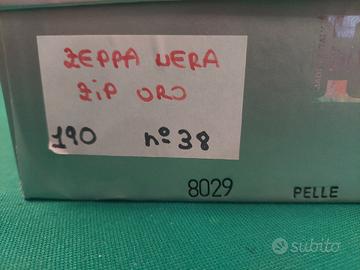 ZEPPA NERA
ZIP ORO
190 n° 38
8029 PELLE
subito